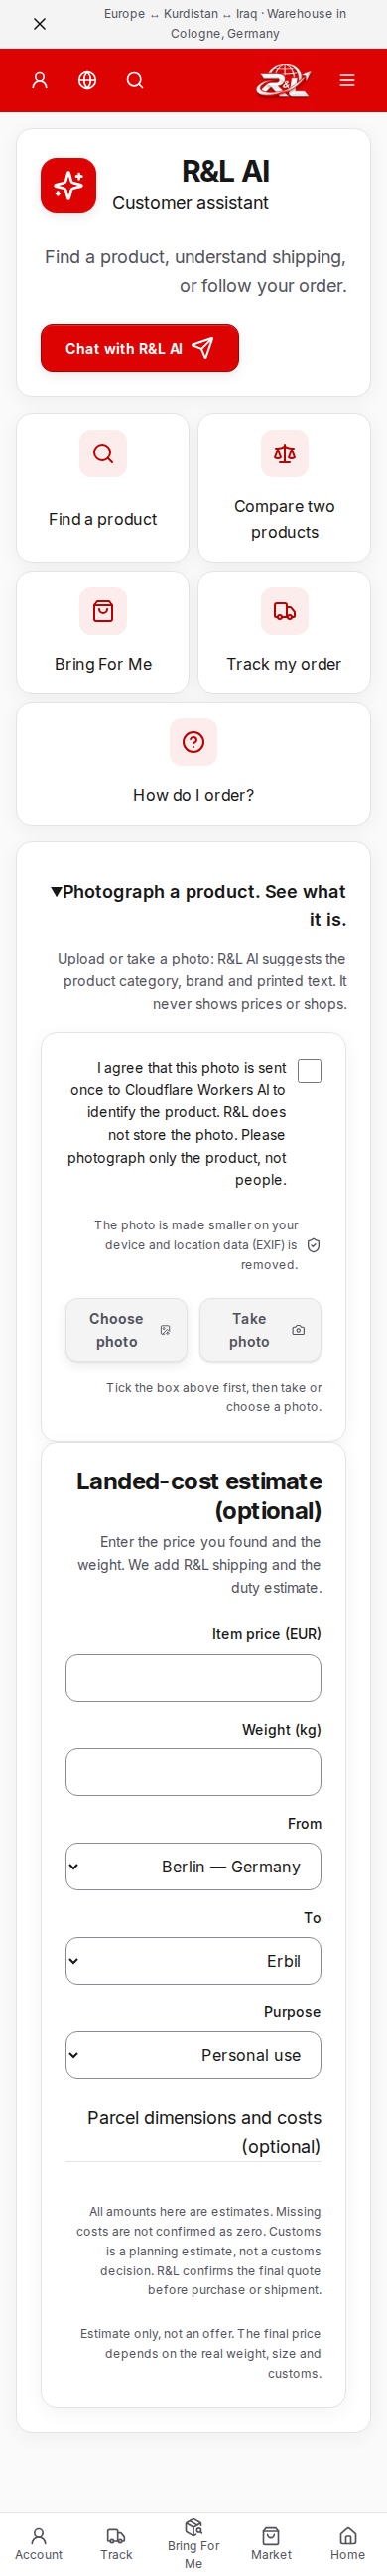 Europe ↔ Kurdistan ↔ Iraq · Warehouse in
Cologne, Germany
R&L
R&L AI
Customer assistant
Find a product, understand shipping,
or follow your order.
Chat with R&L AI
Find a product
Compare two
products
Bring For Me
Track my order
How do I order?
Photograph a product. See what
it is.
Upload or take a photo: R&L AI suggests the
product category, brand and printed text. It
never shows prices or shops.
I agree that this photo is sent
once to Cloudflare Workers AI to
identify the product. R&L does
not store the photo. Please
photograph only the product, not
people.
The photo is made smaller on your
device and location data (EXIF) is
removed.
Choose
photo
Take
photo
Tick the box above first, then take or
choose a photo.
Landed-cost estimate
(optional)
Enter the price you found and the
weight. We add R&L shipping and the
duty estimate.
Item price (EUR)
Weight (kg)
From
Berlin — Germany
To
Erbil
Purpose
Personal use
Parcel dimensions and costs
(optional)
All amounts here are estimates. Missing
costs are not confirmed as zero. Customs
is a planning estimate, not a customs
decision. R&L confirms the final quote
before purchase or shipment.
Estimate only, not an offer. The final price
depends on the real weight, size and
customs.
Account
Track
Bring For
Me
Market
Home